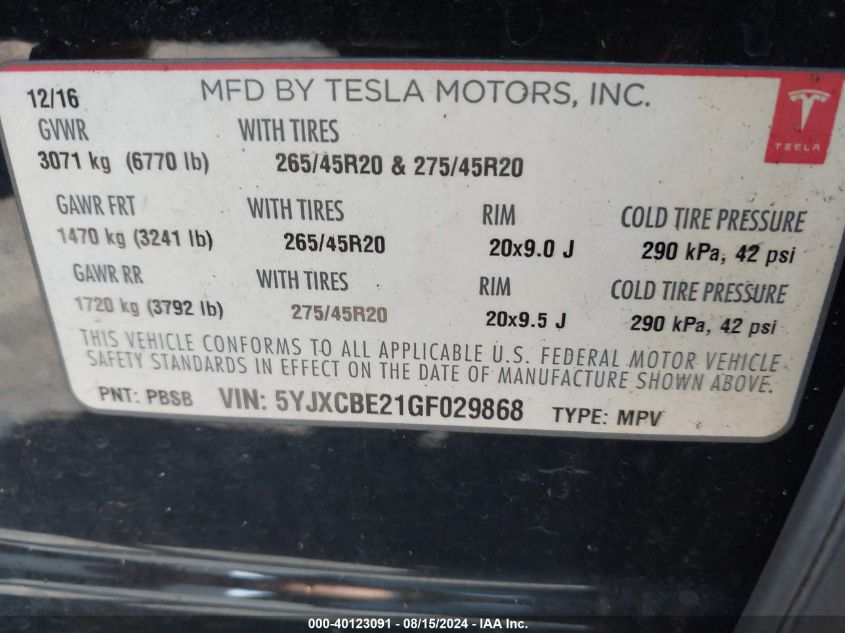 12/16 MFD BY TESLA MOTORS, INC.
TESLA
GVWR WITH TIRES
3071 kg (6770 lb) 265/45R20 & 275/45R20
GAWR FRT WITH TIRES RIM COLD TIRE PRESSURE
1470 kg (3241 lb) 265/45R20 20x9.0 J 290 kPa, 42 psi
GAWR RR WITH TIRES RIM COLD TIRE PRESSURE
1720 kg (3792 lb) 275/45R20 20x9.5 J 290 kPa, 42 psi
THIS VEHICLE CONFORMS TO ALL APPLICABLE U.S. FEDERAL MOTOR VEHICLE
SAFETY STANDARDS IN EFFECT ON THE DATE OF MANUFACTURE SHOWN ABOVE.
PNT: PBSB VIN: 5YJXCBE21GF029868 TYPE: MPV
000-40123091 - 08/15/2024 - IAA Inc.